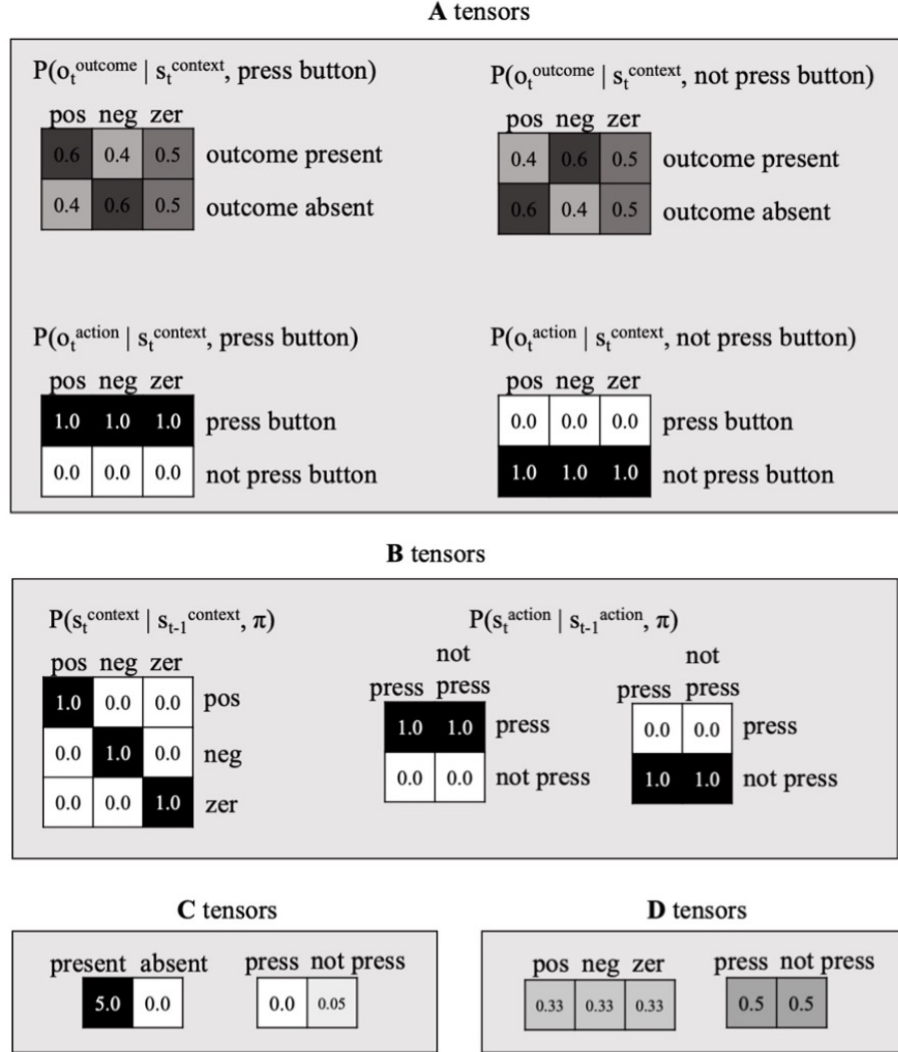 A tensors
P(o_t^outcome | s_t^context, press button)
pos neg zer
0.6 0.4 0.5 outcome present
0.4 0.6 0.5 outcome absent
P(o_t^outcome | s_t^context, not press button)
pos neg zer
0.4 0.6 0.5 outcome present
0.6 0.4 0.5 outcome absent
P(o_t^action | s_t^context, press button)
pos neg zer
1.0 1.0 1.0 press button
0.0 0.0 0.0 not press button
P(o_t^action | s_t^context, not press button)
pos neg zer
0.0 0.0 0.0 press button
1.0 1.0 1.0 not press button
B tensors
P(s_t^context | s_t-1^context, π)
pos neg zer
1.0 0.0 0.0 pos
0.0 1.0 0.0 neg
0.0 0.0 1.0 zer
P(s_t^action | s_t-1^action, π)
not
press press
1.0 1.0 press
0.0 0.0 not press
not
press press
0.0 0.0 press
1.0 1.0 not press
C tensors
present absent
5.0 0.0
press not press
0.0 0.05
D tensors
pos neg zer
0.33 0.33 0.33
press not press
0.5 0.5